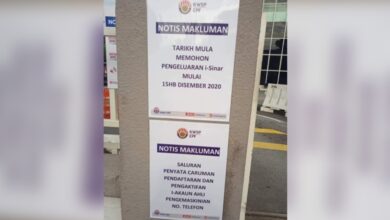 KWSP
EPF
NOTIS MAKLUMAN
TARIKH MULA
MEMOHON
PENGELUARAN i-Sinar
MULAI
15HB DISEMBER 2020
KWSP
EPF
NOTIS MAKLUMAN
SALURAN
PENYATA CARUMAN
PENDAFTARAN DAN
PENGAKTIFAN
I-AKAUN AHLI
PENGEMASKINIAN
NO. TELEFON